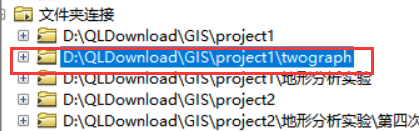 文件夹连接
D:\QLDownload\GIS\project1
D:\QLDownload\GIS\project1\twograph
D:\QLDownload\GIS\project1\地形分析实验
D:\QLDownload\GIS\project2
D:\QLDownload\GIS\project2\地形分析实验\第四次